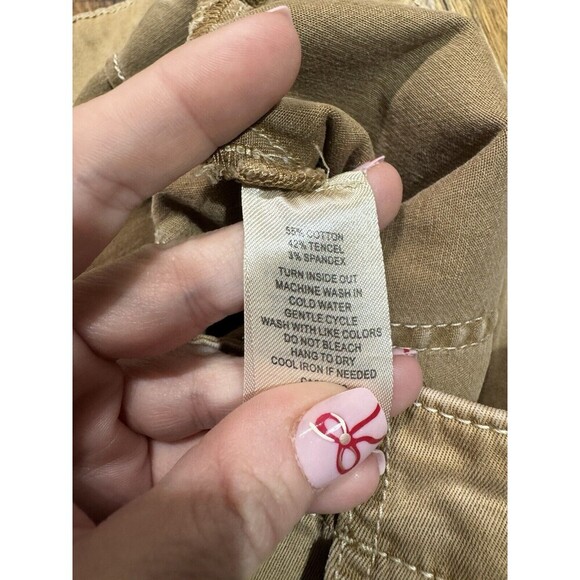 55% COTTON
42% TENCEL
3% SPANDEX
TURN INSIDE OUT
MACHINE WASH IN
COLD WATER
GENTLE CYCLE
WASH WITH LIKE COLORS
DO NOT BLEACH
HANG TO DRY
COOL IRON IF NEEDED